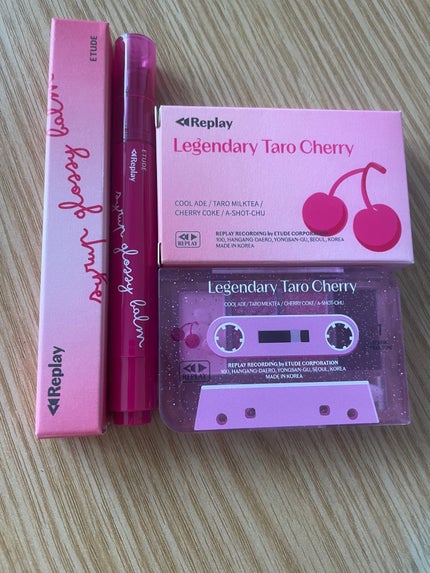 syrup glossy balm
ETUDE
Replay
ETUDE
Replay
syrup glossy balm
Replay
Legendary Taro Cherry
COOL ADE / TARO MILKTEA /
CHERRY COKE / A-SHOT-CHU
REPLAY
REPLAY RECORDING by ETUDE CORPORATION
100, HANGANG-DAERO, YONGSAN-GU, SEOUL, KOREA
MADE IN KOREA
Legendary Taro Cherry
COOL ADE / TARO MILKTEA / CHERRY COKE / A-SHOT-CHU
REPLAY
REPLAY RECORDING by ETUDE CORPORATION
100, HANGANG-DAERO, YONGSAN-GU, SEOUL, KOREA
MADE IN KOREA